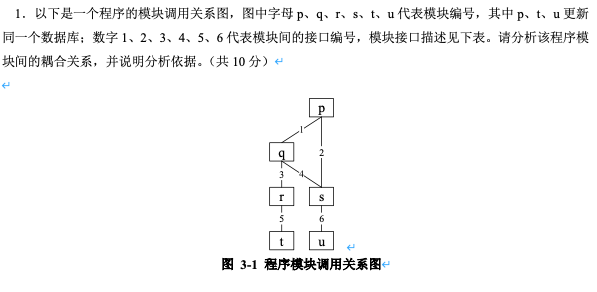 1．以下是一个程序的模块调用关系图，图中字母 p、q、r、s、t、u 代表模块编号，其中 p、t、u 更新
同一个数据库；数字 1、2、3、4、5、6 代表模块间的接口编号，模块接口描述见下表。请分析该程序模
块间的耦合关系，并说明分析依据。（共 10 分）
p
1
q
2
3
4
r
s
5
6
t
u
图 3-1 程序模块调用关系图